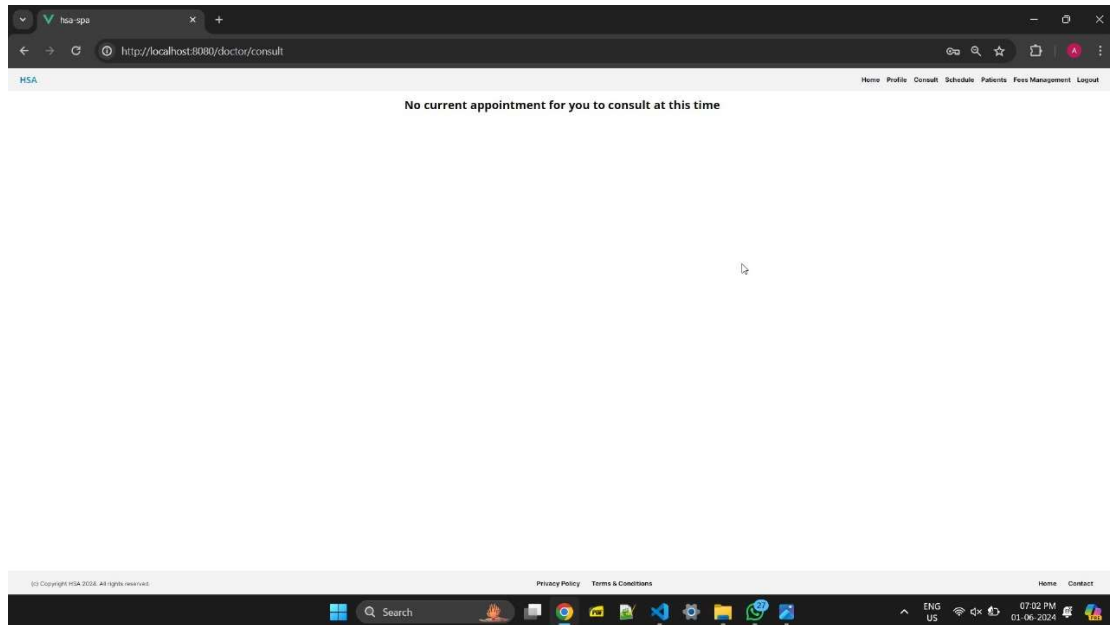 hsa-spa
http://localhost:8080/doctor/consult
A
HSA
Home Profile Consult Schedule Patients Fees Management Logout
No current appointment for you to consult at this time
(c) Copyright HSA 2024. All rights reserved.
Privacy Policy Terms & Conditions
Home Contact
Search
27
ENG
US
07:02 PM
01-06-2024